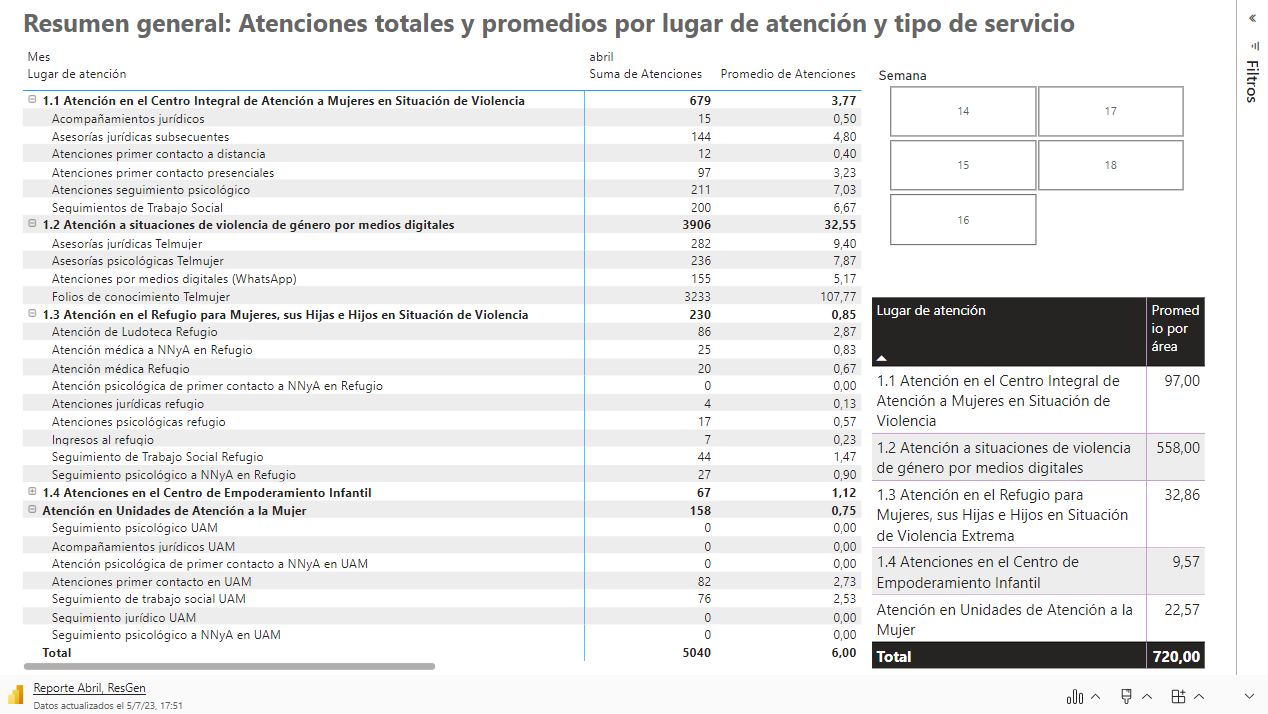 Resumen general: Atenciones totales y promedios por lugar de atención y tipo de servicio
Mes abril
Lugar de atención Suma de Atenciones Promedio de Atenciones
1.1 Atención en el Centro Integral de Atención a Mujeres en Situación de Violencia 679 3,77
Acompañamientos jurídicos 15 0,50
Asesorías jurídicas subsecuentes 144 4,80
Atenciones primer contacto a distancia 12 0,40
Atenciones primer contacto presenciales 97 3,23
Atenciones seguimiento psicológico 211 7,03
Seguimientos de Trabajo Social 200 6,67
1.2 Atención a situaciones de violencia de género por medios digitales 3906 32,55
Asesorías jurídicas Telmujer 282 9,40
Asesorías psicológicas Telmujer 236 7,87
Atenciones por medios digitales (WhatsApp) 155 5,17
Folios de conocimiento Telmujer 3233 107,77
1.3 Atención en el Refugio para Mujeres, sus Hijas e Hijos en Situación de Violencia 230 0,85
Atención de Ludoteca Refugio 86 2,87
Atención médica a NNyA en Refugio 25 0,83
Atención médica Refugio 20 0,67
Atención psicológica de primer contacto a NNyA en Refugio 0 0,00
Atenciones jurídicas refugio 4 0,13
Atenciones psicológicas refugio 17 0,57
Ingresos al refugio 7 0,23
Seguimiento de Trabajo Social Refugio 44 1,47
Seguimiento psicológico a NNyA en Refugio 27 0,90
1.4 Atenciones en el Centro de Empoderamiento Infantil 67 1,12
Atención en Unidades de Atención a la Mujer 158 0,75
Seguimiento psicológico UAM 0 0,00
Acompañamientos jurídicos UAM 0 0,00
Atención psicológica de primer contacto a NNyA en UAM 0 0,00
Atenciones primer contacto en UAM 82 2,73
Seguimiento de trabajo social UAM 76 2,53
Seguimiento jurídico UAM 0 0,00
Seguimiento psicológico a NNyA en UAM 0 0,00
Total 5040 6,00
Semana
14 17
15 18
16
Lugar de atención Promed
io por
área
1.1 Atención en el Centro Integral de 97,00
Atención a Mujeres en Situación de
Violencia
1.2 Atención a situaciones de violencia 558,00
de género por medios digitales
1.3 Atención en el Refugio para 32,86
Mujeres, sus Hijas e Hijos en Situación
de Violencia Extrema
1.4 Atenciones en el Centro de 9,57
Empoderamiento Infantil
Atención en Unidades de Atención a la 22,57
Mujer
Total 720,00
Filtros
Reporte Abril, ResGen
Datos actualizados el 5/7/23, 17:51